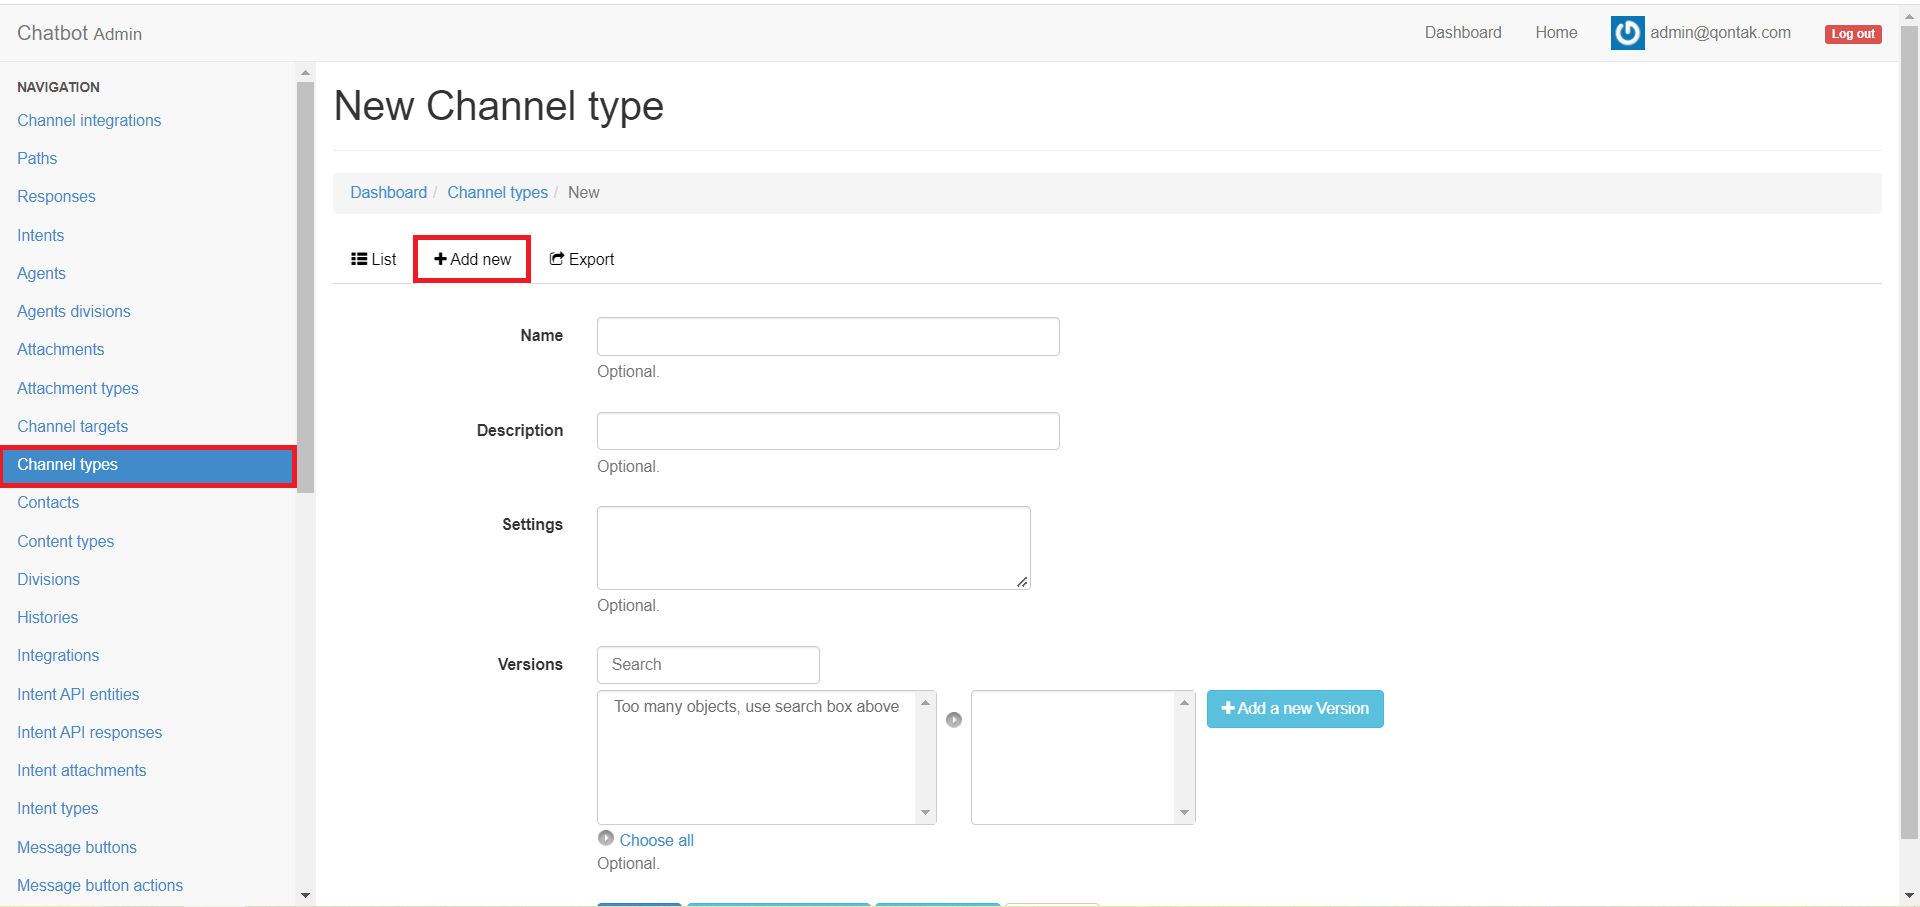 Chatbot Admin
Dashboard
Home
admin@qontak.com
Log out
NAVIGATION
Channel integrations
Paths
Responses
Intents
Agents
Agents divisions
Attachments
Attachment types
Channel targets
Channel types
Contacts
Content types
Divisions
Histories
Integrations
Intent API entities
Intent API responses
Intent attachments
Intent types
Message buttons
Message button actions
New Channel type
Dashboard / Channel types / New
List
Add new
Export
Name
Optional.
Description
Optional.
Settings
Optional.
Versions
Search
Too many objects, use search box above
Add a new Version
Choose all
Optional.